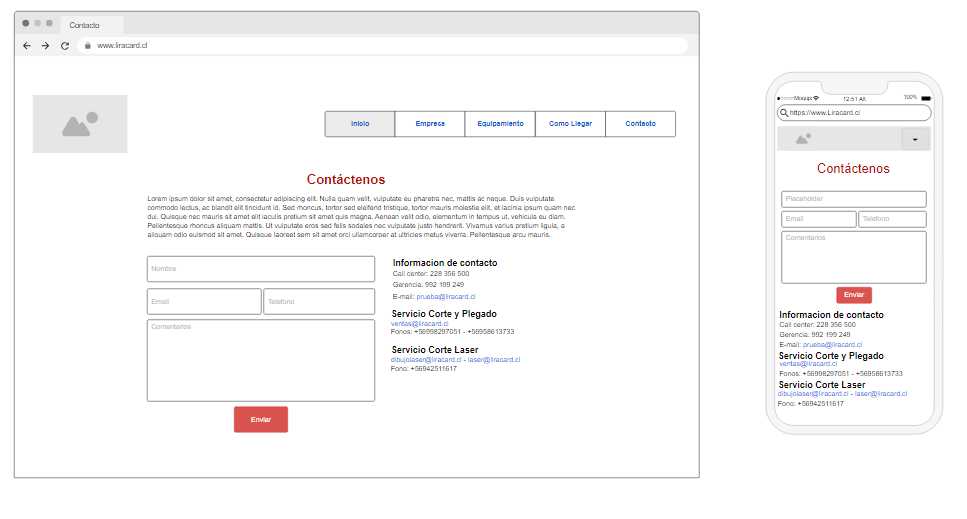 Contacto
www.liracard.cl
Inicio
Empresa
Equipamiento
Como Llegar
Contacto
Contáctenos
Lorem ipsum dolor sit amet, consectetur adipiscing elit. Nulla quam velit, vulputate eu pharetra nec, mattis ac neque. Duis vulputate
commodo lectus, ac blandit elit tincidunt id. Sed rhoncus, tortor sed eleifend tristique, tortor mauris molestie elit, et lacinia ipsum quam nec
dui. Quisque nec mauris sit amet elit iaculis pretium sit amet quis magna. Aenean velit odio, elementum in tempus ut, vehicula eu diam.
Pellentesque rhoncus aliquam mattis. Ut vulputate eros sed felis sodales nec vulputate justo hendrerit. Vivamus varius pretium ligula, a
aliquam odio euismod sit amet. Quisque laoreet sem sit amet orci ullamcorper at ultricies metus viverra. Pellentesque arcu mauris.
Nombre
Email
Telefono
Comentarios
Enviar
Informacion de contacto
Call center: 228 356 500
Gerencia: 992 199 249
E-mail: prueba@liracard.cl
Servicio Corte y Plegado
ventas@liracard.cl
Fonos: +56998297051 - +56958613733
Servicio Corte Laser
dibujolaser@liracard.cl - laser@liracard.cl
Fono: +56942511617
Moqups
12:51 AM
100%
https://www.Liracard.cl
Contáctenos
Placeholder
Email
Telefono
Comentarios
Enviar
Informacion de contacto
Call center: 228 356 500
Gerencia: 992 199 249
E-mail: prueba@liracard.cl
Servicio Corte y Plegado
ventas@liracard.cl
Fonos: +56998297051 - +56958613733
Servicio Corte Laser
dibujolaser@liracard.cl - laser@liracard.cl
Fono: +56942511617